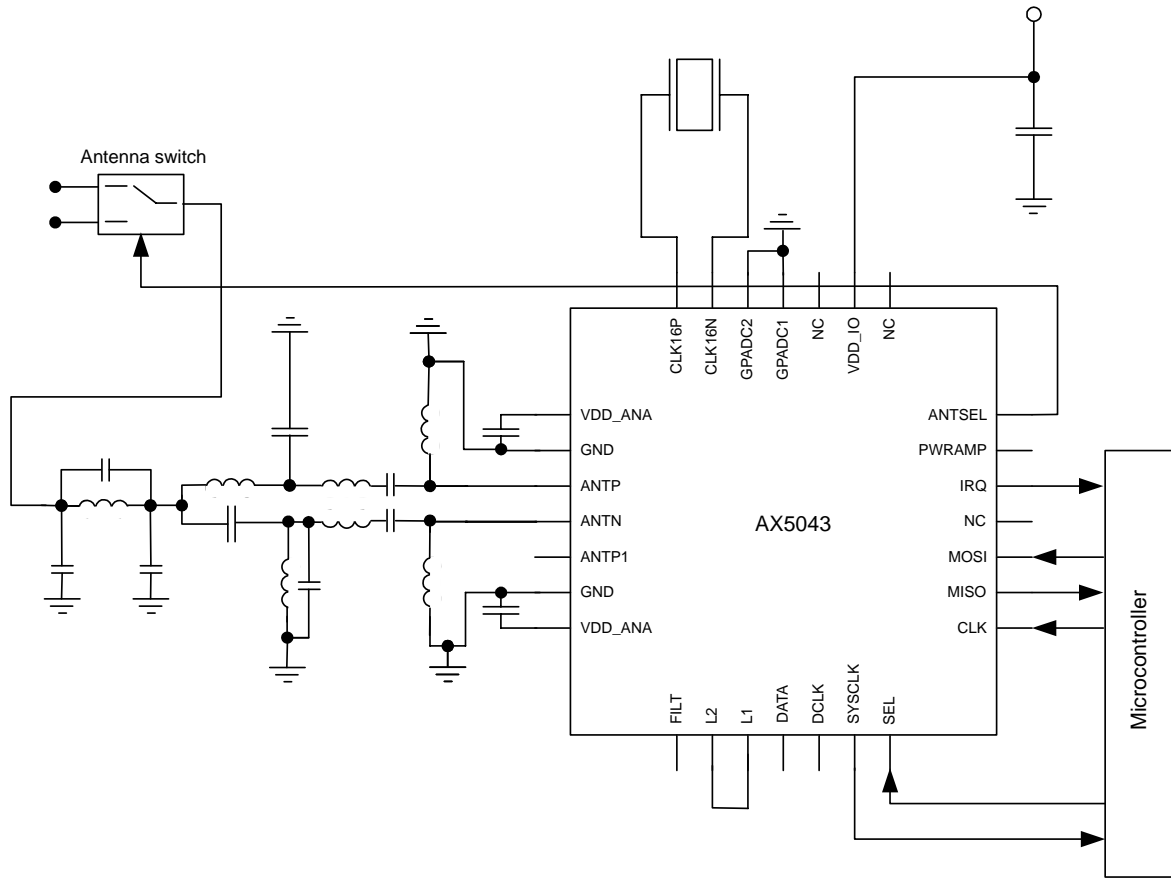 Antenna switch
CLK16P
CLK16N
GPADC2
GPADC1
NC
VDD_IO
NC
VDD_ANA
GND
ANTP
ANTN
ANTP1
GND
VDD_ANA
AX5043
ANTSEL
PWRAMP
IRQ
NC
MOSI
MISO
CLK
FILT
L2
L1
DATA
DCLK
SYSCLK
SEL
Microcontroller